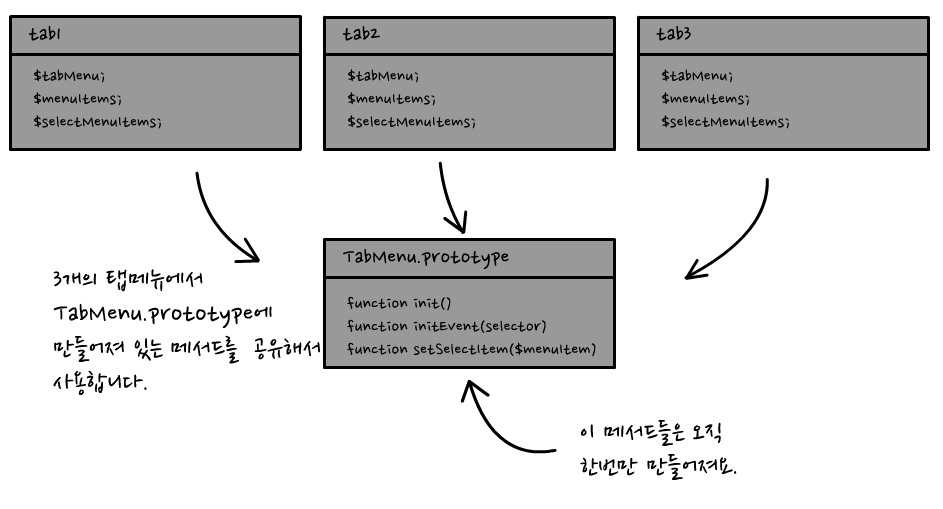 tab1
$tabMenu;
$menuItems;
$selectMenuItems;
tab2
$tabMenu;
$menuItems;
$selectMenuItems;
tab3
$tabMenu;
$menuItems;
$selectMenuItems;
3개의 탭메뉴에서
TabMenu.prototype에
만들어져 있는 메서드를 공유해서
사용합니다.
TabMenu.prototype
function init()
function initEvent(selector)
function setSelectItem($menuItem)
이 메서드들은 오직
한번만 만들어져요.